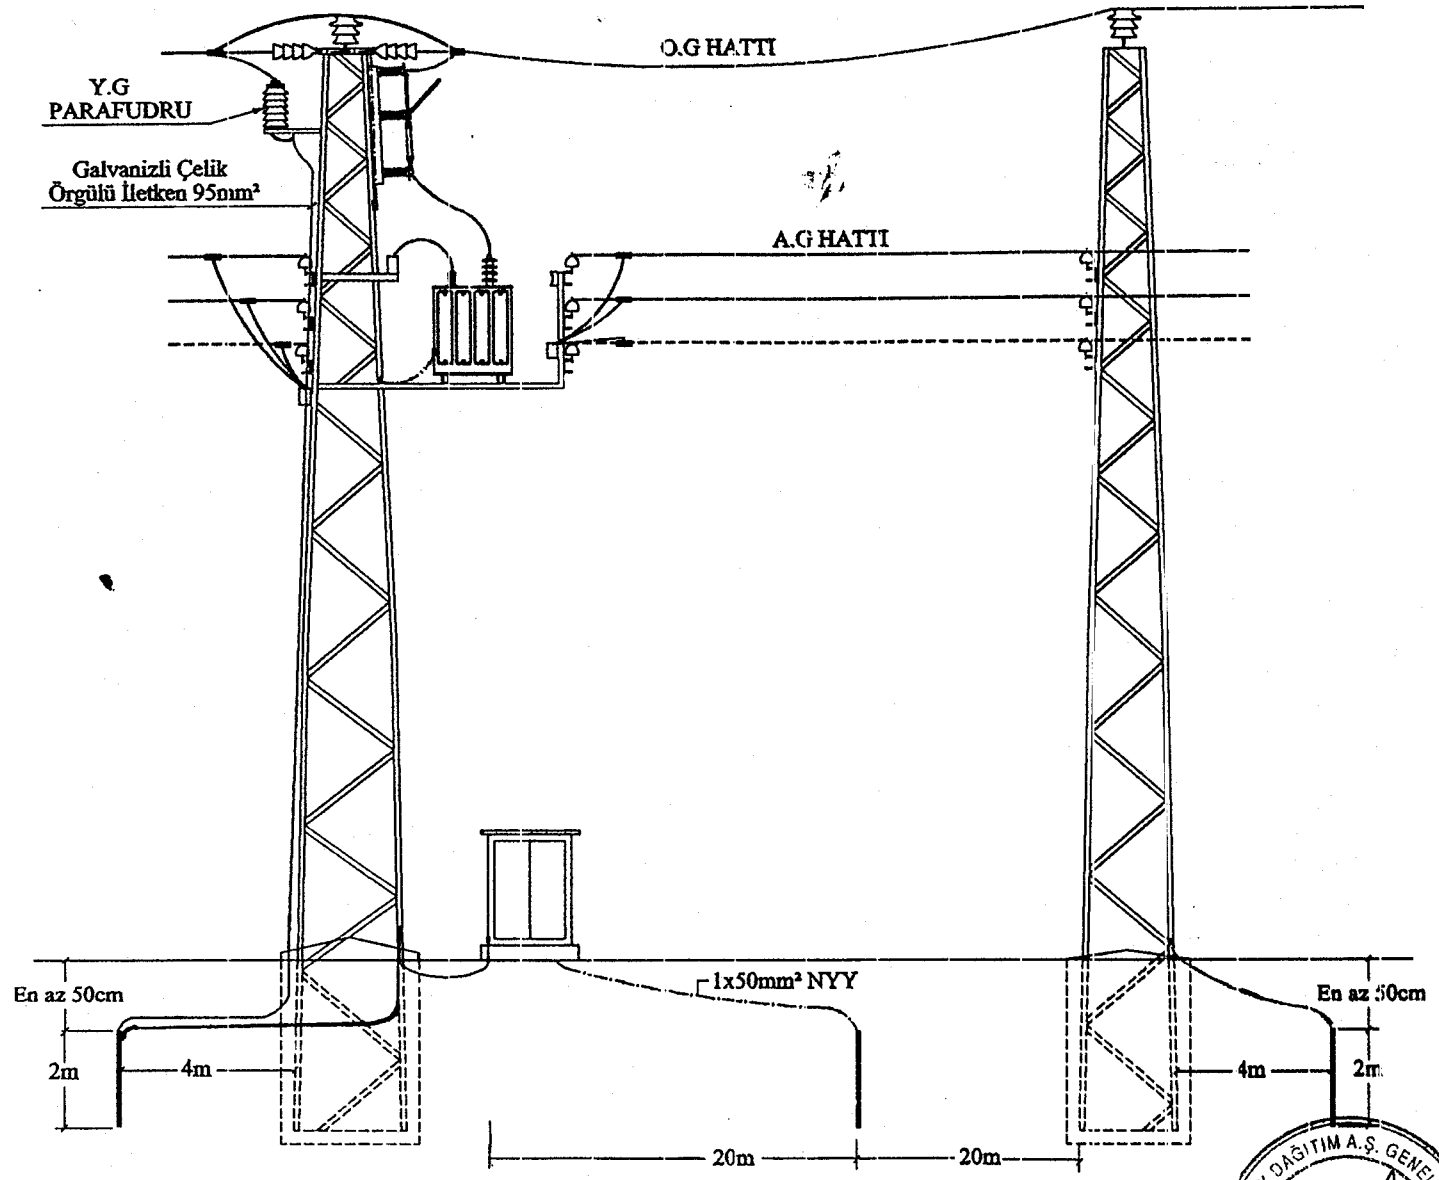 O.G HATTI
Y.G
PARAFUDRU
Galvanizli Çelik
Örgülü İletken 95mm²
A.G HATTI
1x50mm² NYY
En az 50cm
En az 50cm
2m
4m
4m
2m
20m
20m
DAĞITIM A.Ş. GENEL